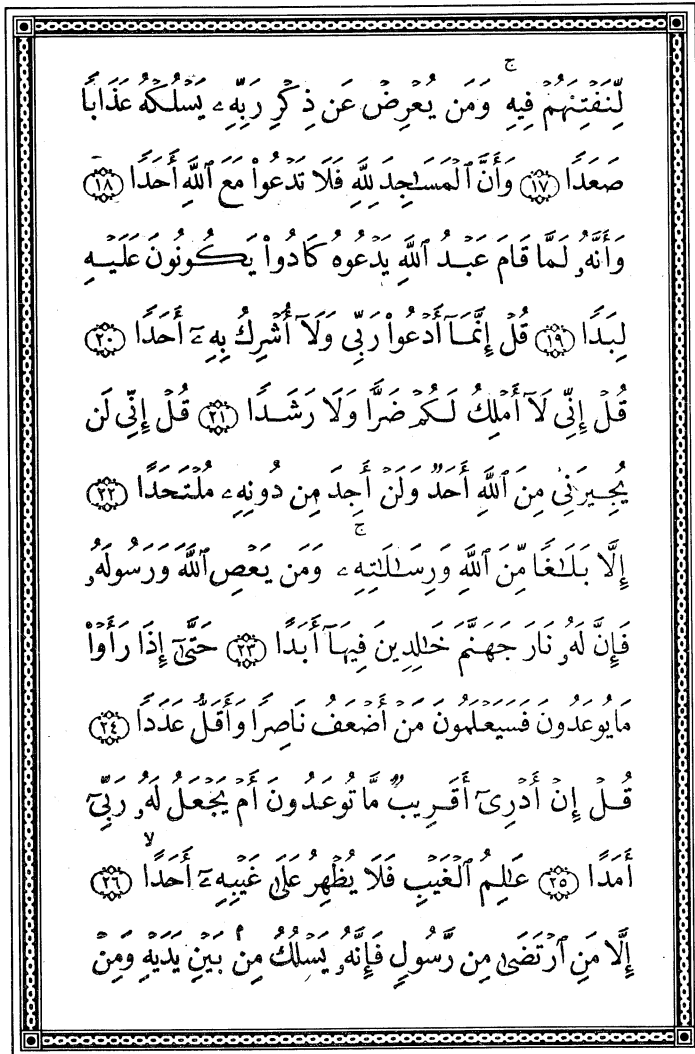 لِّنَفْتِنَهُمْ فِيهِ ۚ وَمَن يُعْرِضْ عَن ذِكْرِ رَبِّهِۦ يَسْلُكْهُ عَذَابًا
صَعَدًا ﴿١٧﴾ وَأَنَّ ٱلْمَسَـٰجِدَ لِلَّهِ فَلَا تَدْعُوا۟ مَعَ ٱللَّهِ أَحَدًا ﴿١٨﴾
وَأَنَّهُۥ لَمَّا قَامَ عَبْدُ ٱللَّهِ يَدْعُوهُ كَادُوا۟ يَكُونُونَ عَلَيْهِ
لِبَدًا ﴿١٩﴾ قُلْ إِنَّمَآ أَدْعُوا۟ رَبِّى وَلَآ أُشْرِكُ بِهِۦٓ أَحَدًا ﴿٢٠﴾
قُلْ إِنِّى لَآ أَمْلِكُ لَكُمْ ضَرًّا وَلَا رَشَدًا ﴿٢١﴾ قُلْ إِنِّى لَن
يُجِيرَنِى مِنَ ٱللَّهِ أَحَدٌ وَلَنْ أَجِدَ مِن دُونِهِۦ مُلْتَحَدًا ﴿٢٢﴾
إِلَّا بَلَـٰغًا مِّنَ ٱللَّهِ وَرِسَـٰلَـٰتِهِۦ ۚ وَمَن يَعْصِ ٱللَّهَ وَرَسُولَهُۥ
فَإِنَّ لَهُۥ نَارَ جَهَنَّمَ خَـٰلِدِينَ فِيهَآ أَبَدًا ﴿٢٣﴾ حَتَّىٰٓ إِذَا رَأَوْا۟
مَا يُوعَدُونَ فَسَيَعْلَمُونَ مَنْ أَضْعَفُ نَاصِرًا وَأَقَلُّ عَدَدًا ﴿٢٤﴾
قُلْ إِنْ أَدْرِىٓ أَقَرِيبٌ مَّا تُوعَدُونَ أَمْ يَجْعَلُ لَهُۥ رَبِّىٓ
أَمَدًا ﴿٢٥﴾ عَـٰلِمُ ٱلْغَيْبِ فَلَا يُظْهِرُ عَلَىٰ غَيْبِهِۦٓ أَحَدًا ۙ ﴿٢٦﴾
إِلَّا مَنِ ٱرْتَضَىٰ مِن رَّسُولٍ فَإِنَّهُۥ يَسْلُكُ مِنۢ بَيْنِ يَدَيْهِ وَمِنْ